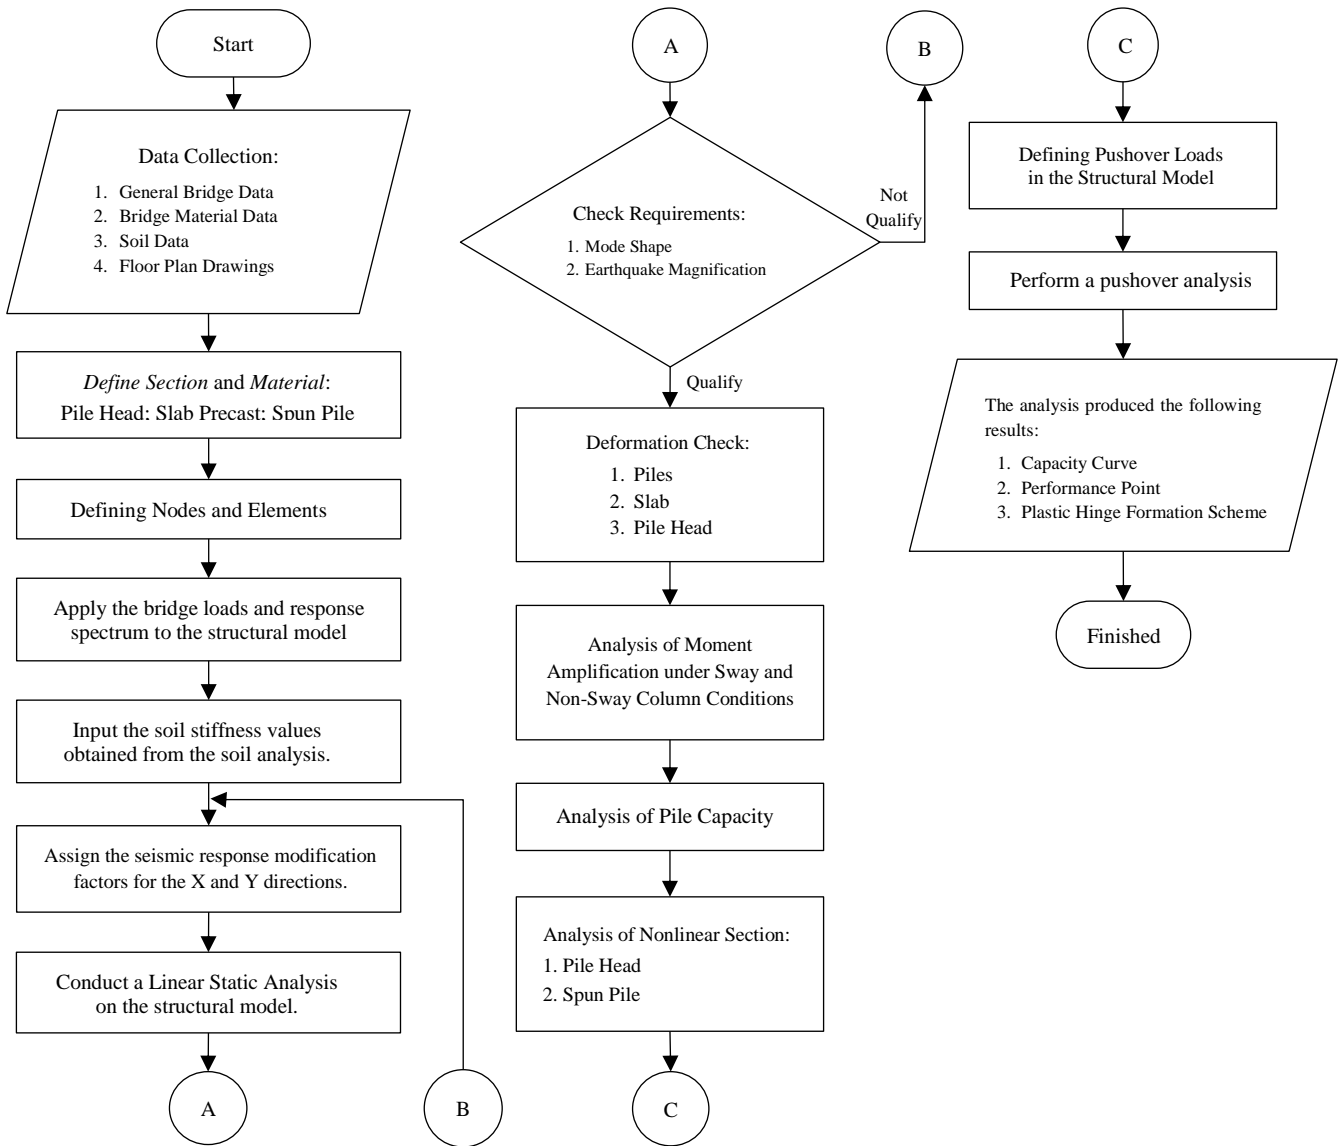 Start
Data Collection:
1. General Bridge Data
2. Bridge Material Data
3. Soil Data
4. Floor Plan Drawings
Define Section and Material:
Pile Head; Slab Precast; Spun Pile
Defining Nodes and Elements
Apply the bridge loads and response
spectrum to the structural model
Input the soil stiffness values
obtained from the soil analysis.
Assign the seismic response modification
factors for the X and Y directions.
Conduct a Linear Static Analysis
on the structural model.
A
B
A
Check Requirements:
1. Mode Shape
2. Earthquake Magnification
Not
Qualify
B
Qualify
Deformation Check:
1. Piles
2. Slab
3. Pile Head
Analysis of Moment
Amplification under Sway and
Non-Sway Column Conditions
Analysis of Pile Capacity
Analysis of Nonlinear Section:
1. Pile Head
2. Spun Pile
C
C
Defining Pushover Loads
in the Structural Model
Perform a pushover analysis
The analysis produced the following
results:
1. Capacity Curve
2. Performance Point
3. Plastic Hinge Formation Scheme
Finished